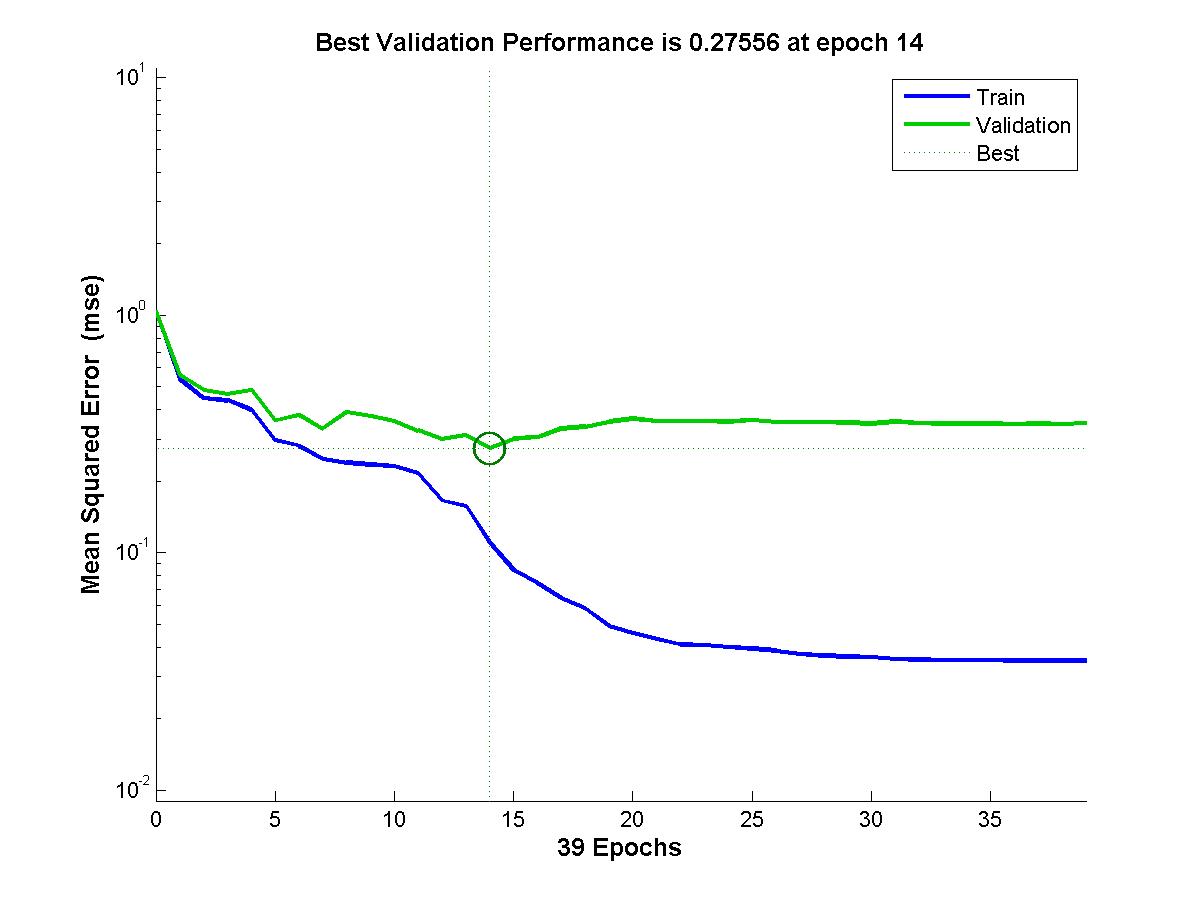 Best Validation Performance is 0.27556 at epoch 14
Train
Validation
Best
Mean Squared Error (mse)
10^1
10^0
10^-1
10^-2
0 5 10 15 20 25 30 35
39 Epochs